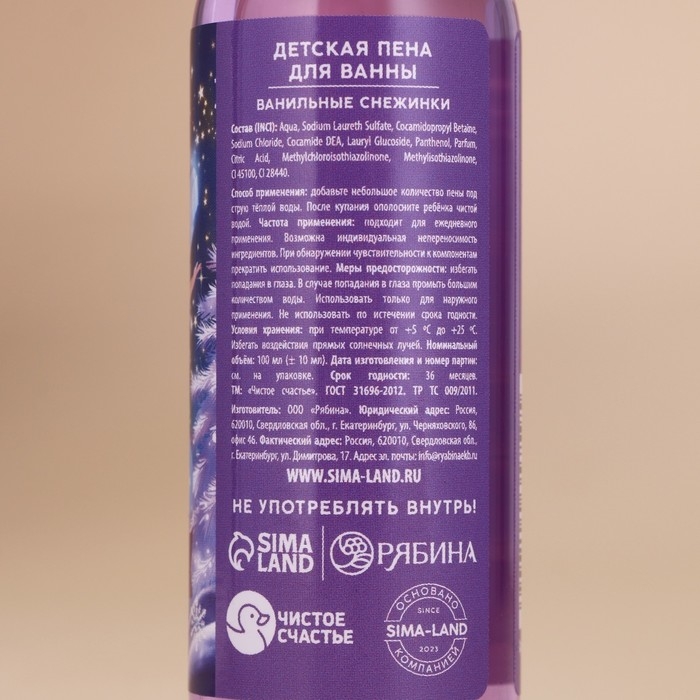 ДЕТСКАЯ ПЕНА
ДЛЯ ВАННЫ
ВАНИЛЬНЫЕ СНЕЖИНКИ
Состав (INCI): Aqua, Sodium Laureth Sulfate, Cocamidopropyl Betaine,
Sodium Chloride, Cocamide DEA, Lauryl Glucoside, Panthenol, Parfum,
Citric Acid, Methylchloroisothiazolinone, Methylisothiazolinone,
CI 45100, CI 28440.
Способ применения: добавьте небольшое количество пены под
струю тёплой воды. После купания ополосните ребёнка чистой
водой. Частота применения: подходит для ежедневного
применения. Возможна индивидуальная непереносимость
ингредиентов. При обнаружении чувствительности к компонентам
прекратить использование. Меры предосторожности: избегать
попадания в глаза. В случае попадания в глаза промыть большим
количеством воды. Использовать только для наружного
применения. Не использовать по истечении срока годности.
Условия хранения: при температуре от +5 °C до +25 °C.
Избегать воздействия прямых солнечных лучей. Номинальный
объём: 100 мл (± 10 мл). Дата изготовления и номер партии:
см. на упаковке. Срок годности: 36 месяцев.
ТМ: «Чистое счастье». ГОСТ 31696-2012. ТР ТС 009/2011.
Изготовитель: ООО «Рябина». Юридический адрес: Россия,
620010, Свердловская обл., г. Екатеринбург, ул. Черняховского, 86,
офис 46. Фактический адрес: Россия, 620010, Свердловская обл.,
г. Екатеринбург, ул. Димитрова, 17. Адрес эл. почты: info@ryabinaekb.ru
WWW.SIMA-LAND.RU
НЕ УПОТРЕБЛЯТЬ ВНУТРЬ!
SIMA
LAND
РЯБИНА
ЧИСТОЕ
СЧАСТЬЕ
ОСНОВАНО
SINCE
SIMA-LAND
2023
КОМПАНИЕЙ